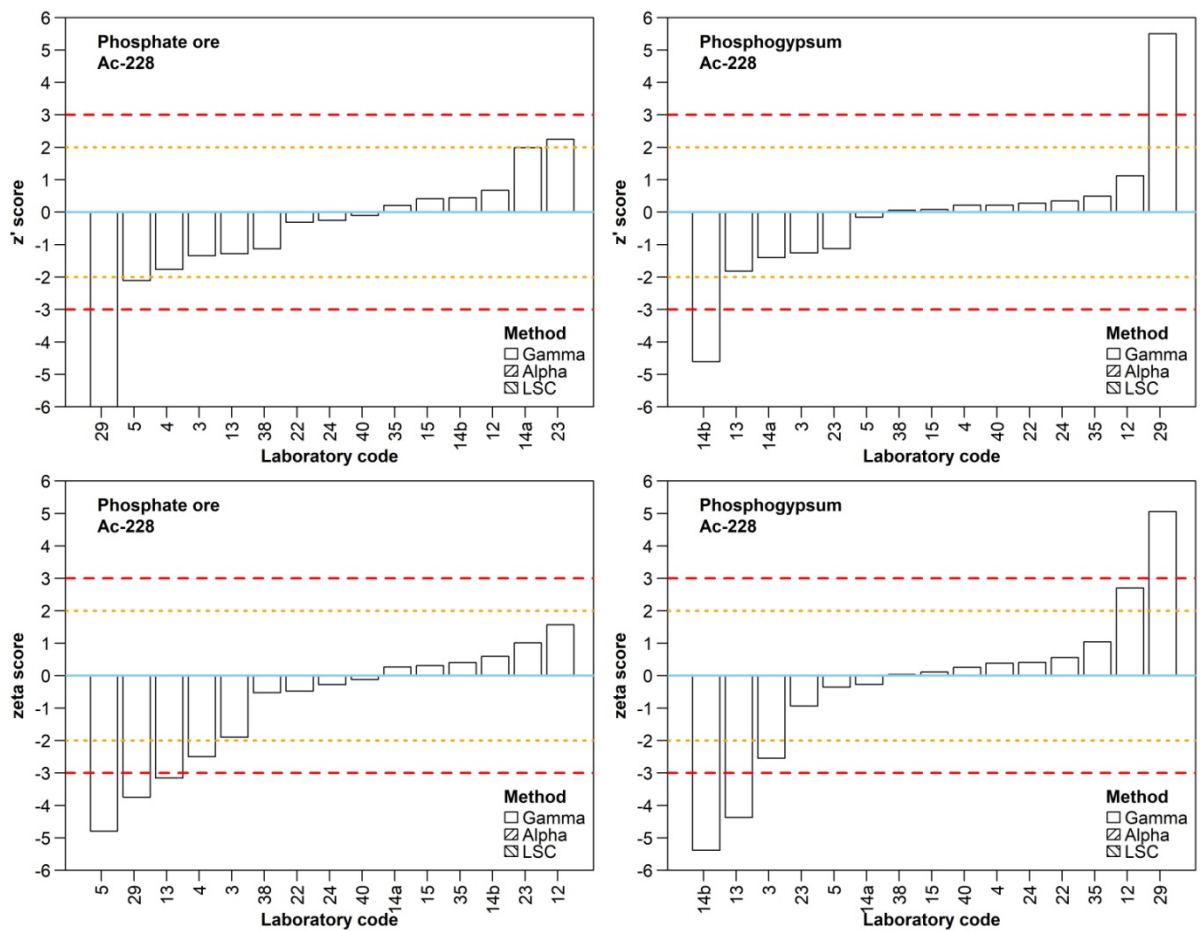 Phosphate ore
Ac-228
z' score
6
5
4
3
2
1
0
-1
-2
-3
-4
-5
-6
Method
Gamma
Alpha
LSC
29 5 4 3 13 38 22 24 40 35 15 14b 12 14a 23
Laboratory code
Phosphogypsum
Ac-228
z' score
6
5
4
3
2
1
0
-1
-2
-3
-4
-5
-6
Method
Gamma
Alpha
LSC
14b 13 14a 3 23 5 38 15 4 40 22 24 35 12 29
Laboratory code
Phosphate ore
Ac-228
zeta score
6
5
4
3
2
1
0
-1
-2
-3
-4
-5
-6
Method
Gamma
Alpha
LSC
5 29 13 4 3 38 22 24 40 14a 15 35 14b 23 12
Laboratory code
Phosphogypsum
Ac-228
zeta score
6
5
4
3
2
1
0
-1
-2
-3
-4
-5
-6
Method
Gamma
Alpha
LSC
14b 13 3 23 5 14a 38 15 40 4 24 22 35 12 29
Laboratory code